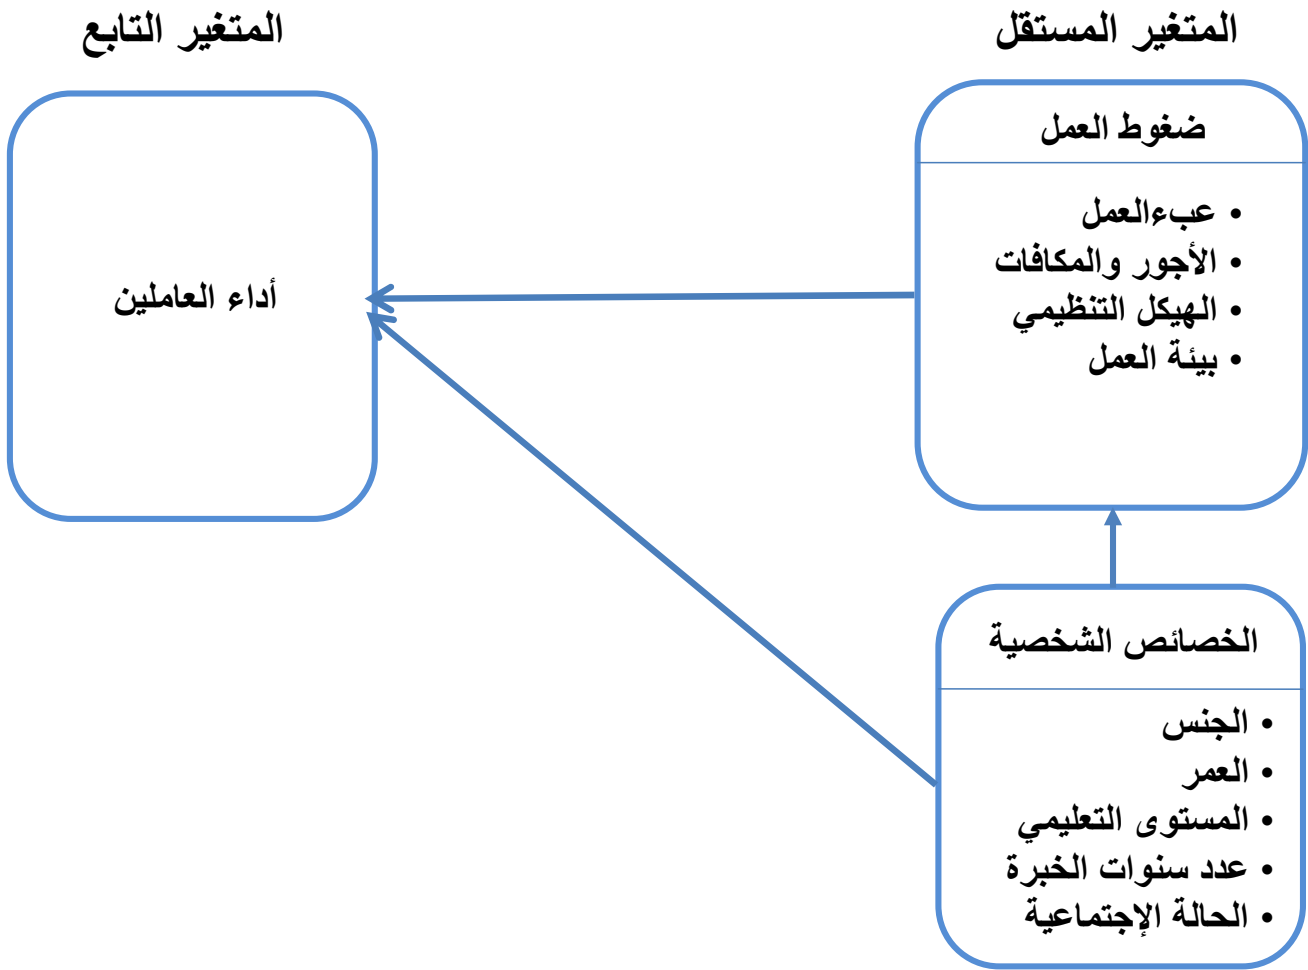 المتغير المستقل
المتغير التابع
ضغوط العمل
• عبءالعمل
• الأجور والمكافات
• الهيكل التنظيمي
• بيئة العمل
أداء العاملين
الخصائص الشخصية
• الجنس
• العمر
• المستوى التعليمي
• عدد سنوات الخبرة
• الحالة الإجتماعية